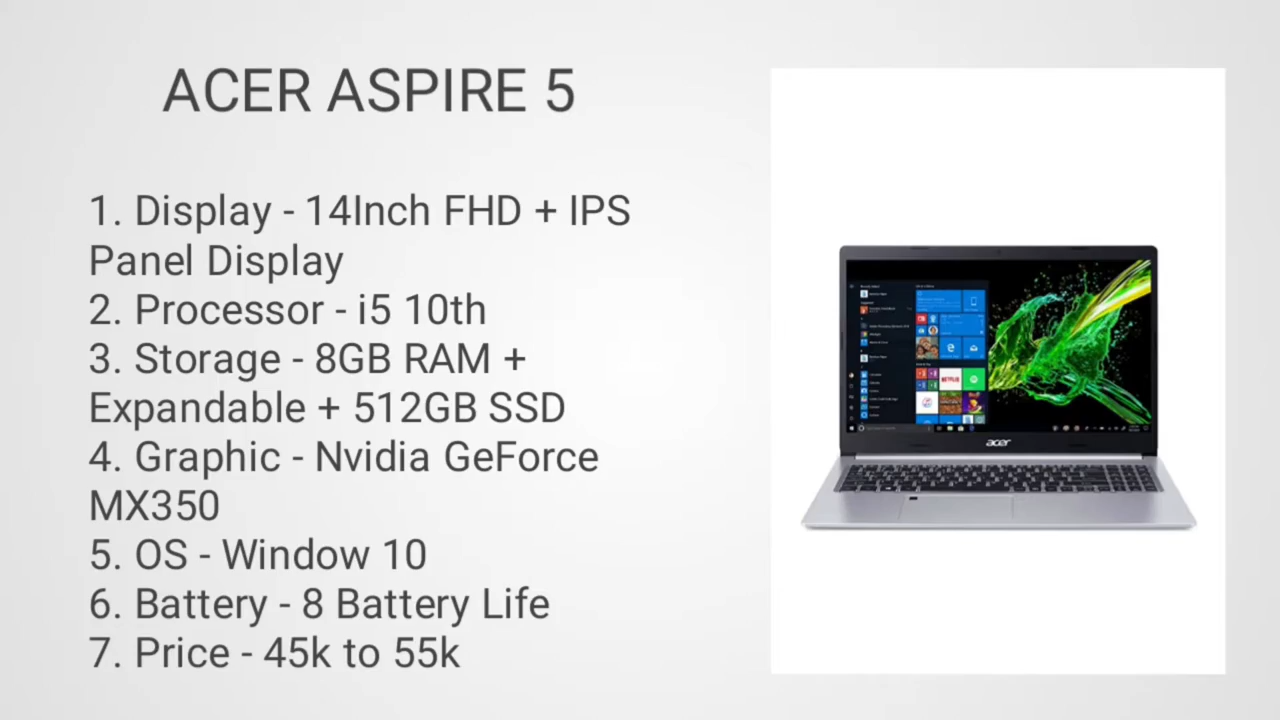 ACER ASPIRE 5
1. Display - 14Inch FHD + IPS
Panel Display
2. Processor - i5 10th
3. Storage - 8GB RAM +
Expandable + 512GB SSD
4. Graphic - Nvidia GeForce
MX350
5. OS - Window 10
6. Battery - 8 Battery Life
7. Price - 45k to 55k
NETFLIX
acer